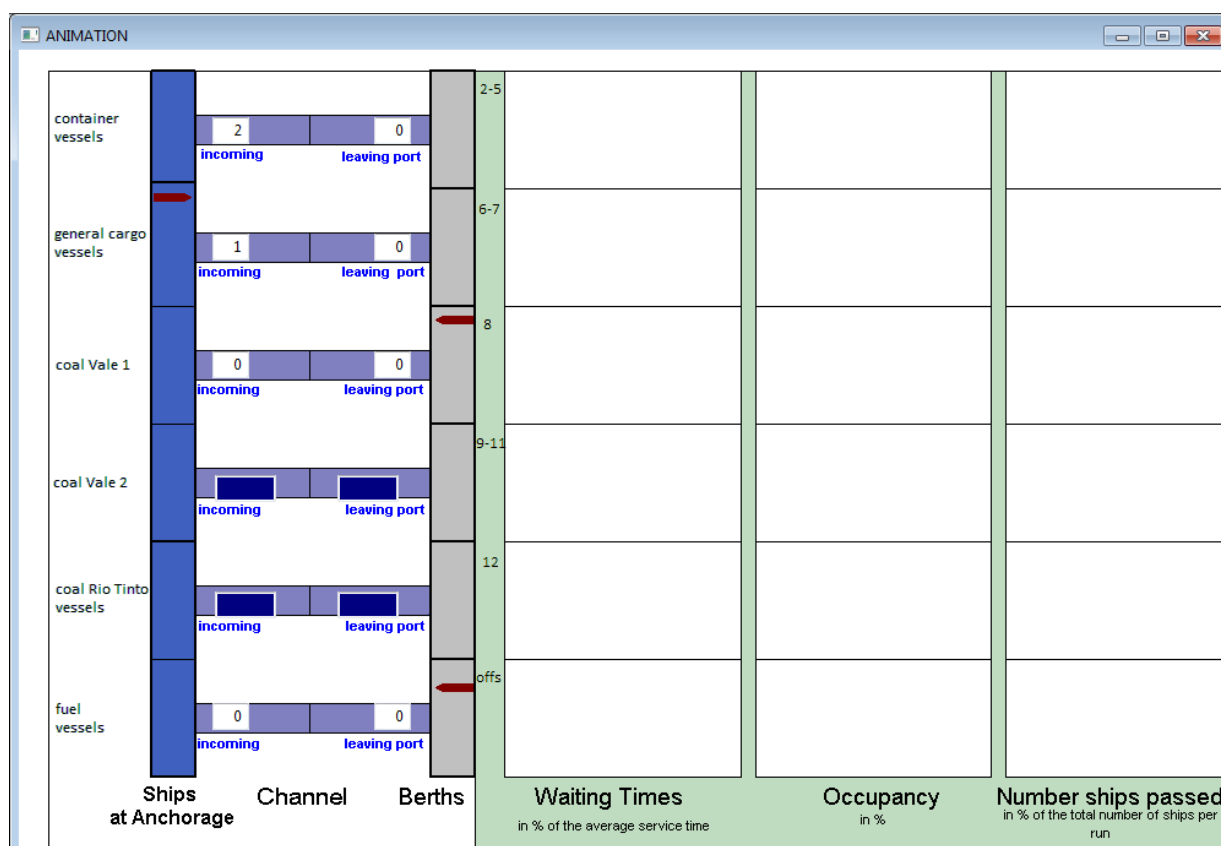 ANIMATION
container
vessels
2
0
incoming
leaving port
2-5
general cargo
vessels
1
0
incoming
leaving port
6-7
coal Vale 1
0
0
incoming
leaving port
8
coal Vale 2
incoming
leaving port
9-11
coal Rio Tinto
vessels
incoming
leaving port
12
fuel
vessels
0
0
incoming
leaving port
offs
Ships
at Anchorage
Channel
Berths
Waiting Times
in % of the average service time
Occupancy
in %
Number ships passed
in % of the total number of ships per
run